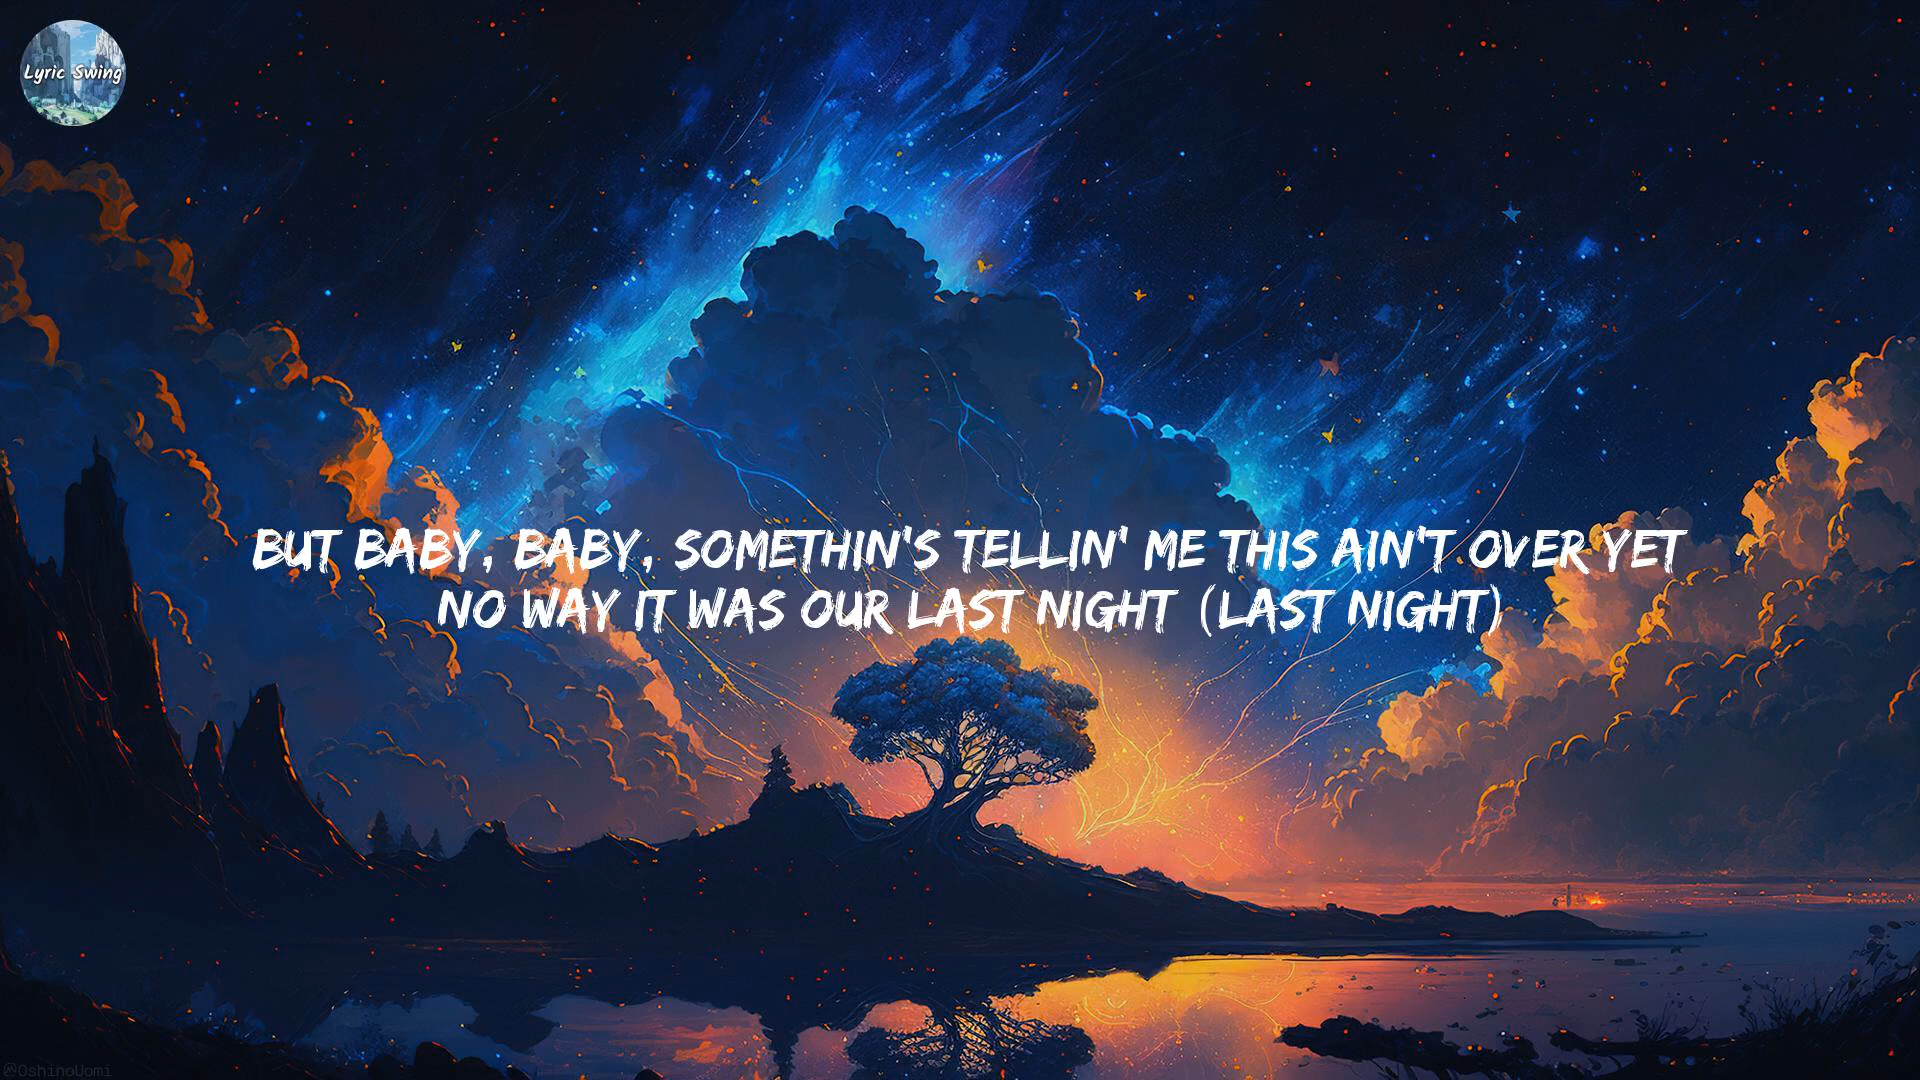 Lyric Swing
BUT BABY, BABY, SOMETHIN'S TELLIN' ME THIS AIN'T OVER YET
NO WAY IT WAS OUR LAST NIGHT (LAST NIGHT)
@OshinoUomi